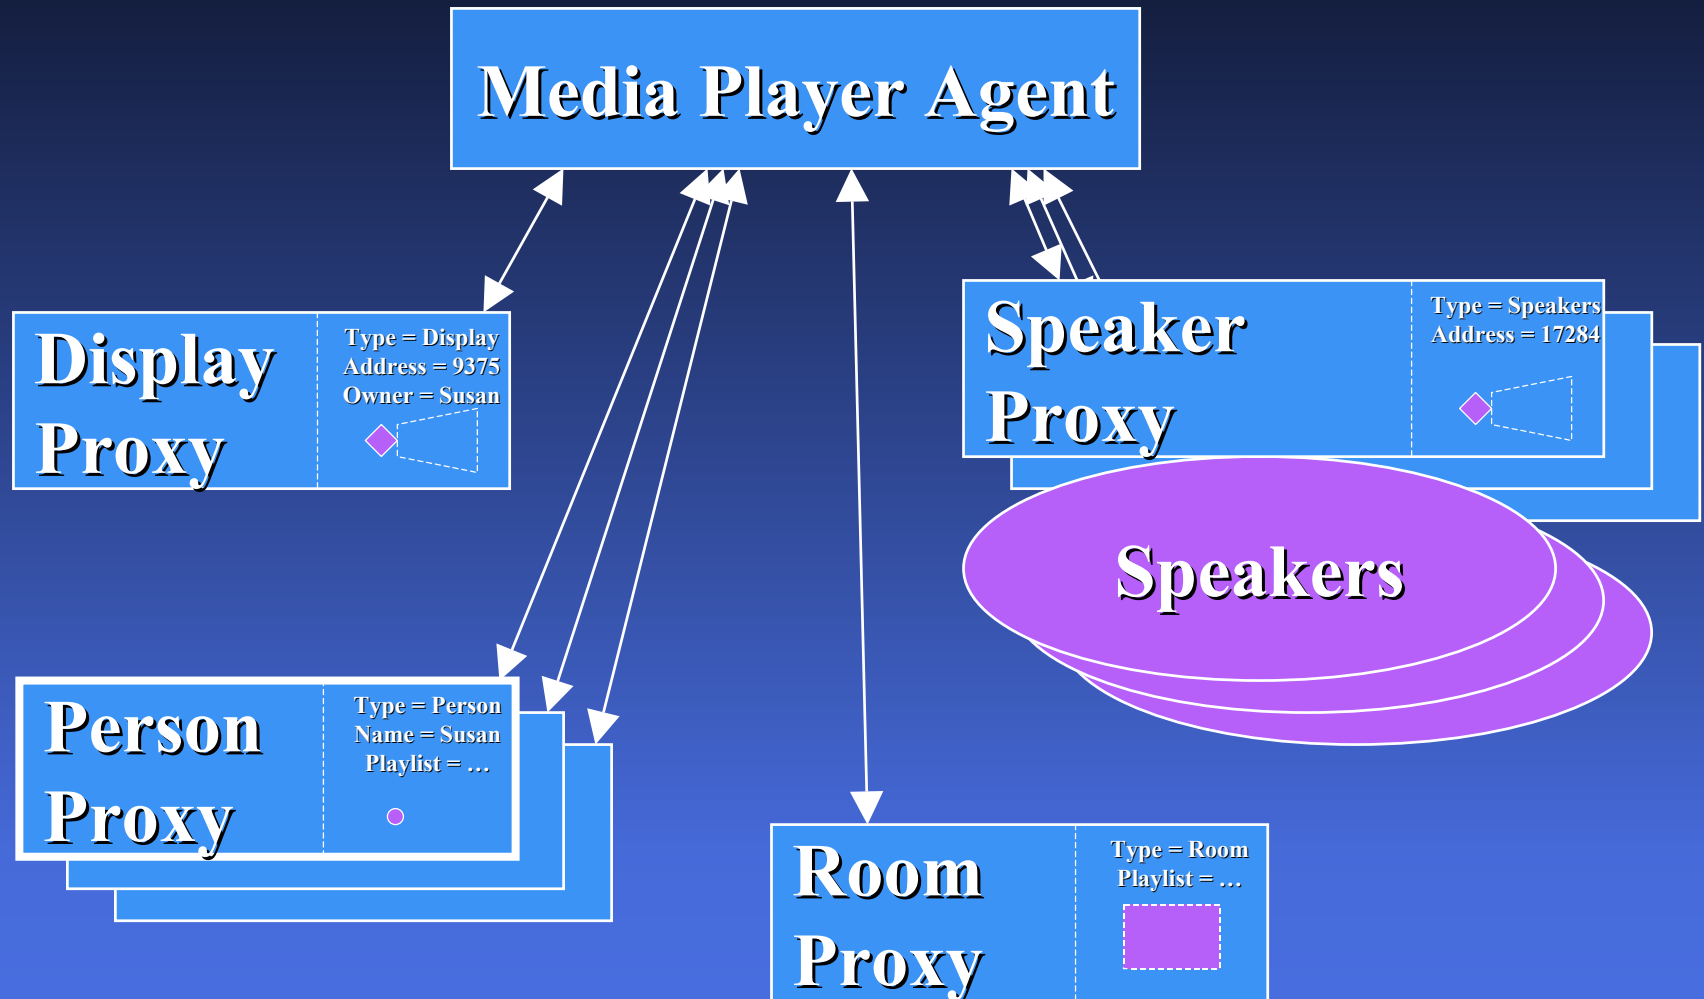 Media Player Agent
Display
Proxy
Type = Display
Address = 9375
Owner = Susan
Speaker
Proxy
Type = Speakers
Address = 17284
Speakers
Person
Proxy
Type = Person
Name = Susan
Playlist = …
Room
Proxy
Type = Room
Playlist = …